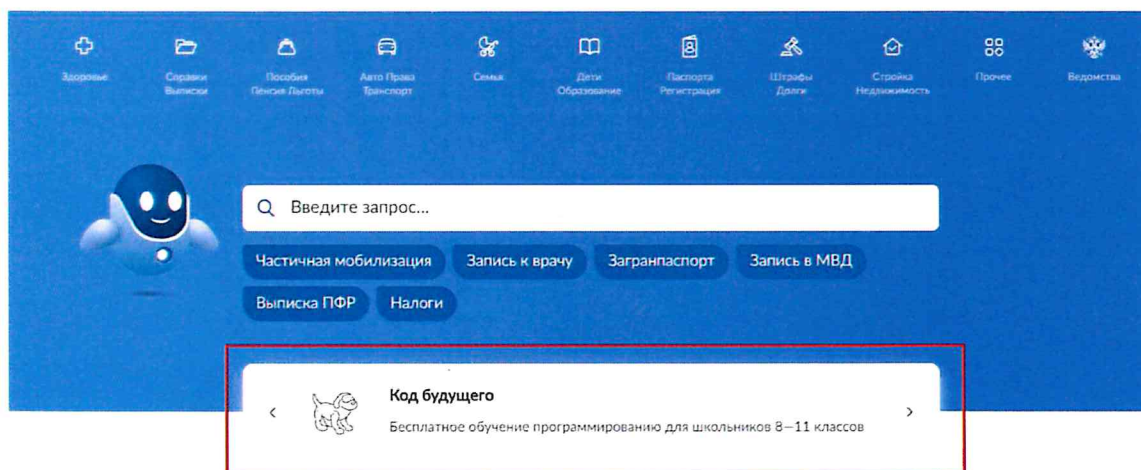 Здоровье
Справки
Выписки
Пособия
Пенсия Льготы
Авто Права
Транспорт
Семья
Дети
Образование
Паспорта
Регистрация
Штрафы
Долги
Стройка
Недвижимость
Прочее
Ведомства
Введите запрос...
Частичная мобилизация Запись к врачу Загранпаспорт Запись в МВД
Выписка ПФР Налоги
Код будущего
Бесплатное обучение программированию для школьников 8—11 классов